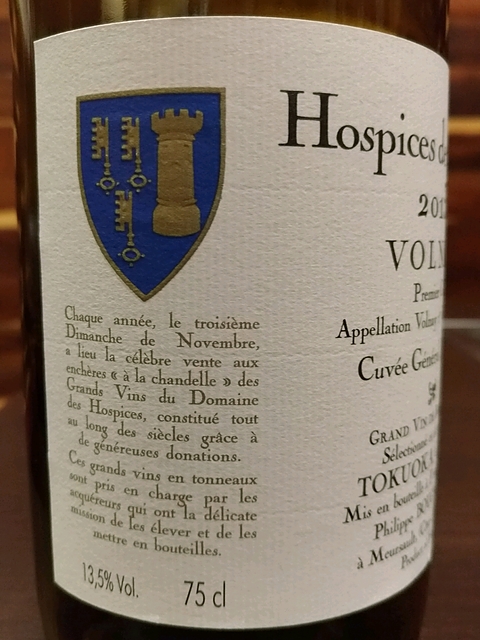 Chaque année, le troisième
Dimanche de Novembre,
a lieu la célèbre vente aux
enchères « à la chandelle » des
Grands Vins du Domaine
des Hospices, constitué tout
au long des siècles grâce à
de généreuses donations.
Ces grands vins en tonneaux
sont pris en charge par les
acquéreurs qui ont la délicate
mission de les élever et de les
mettre en bouteilles.
13,5% Vol. 75 cl
Hospices
VOLN
Premier
Appellation Volnay
Cuvée Génér
GRAND VIN
Sélectionné
TOKUOKA
Mis en bouteille
Philippe
à Meursault,